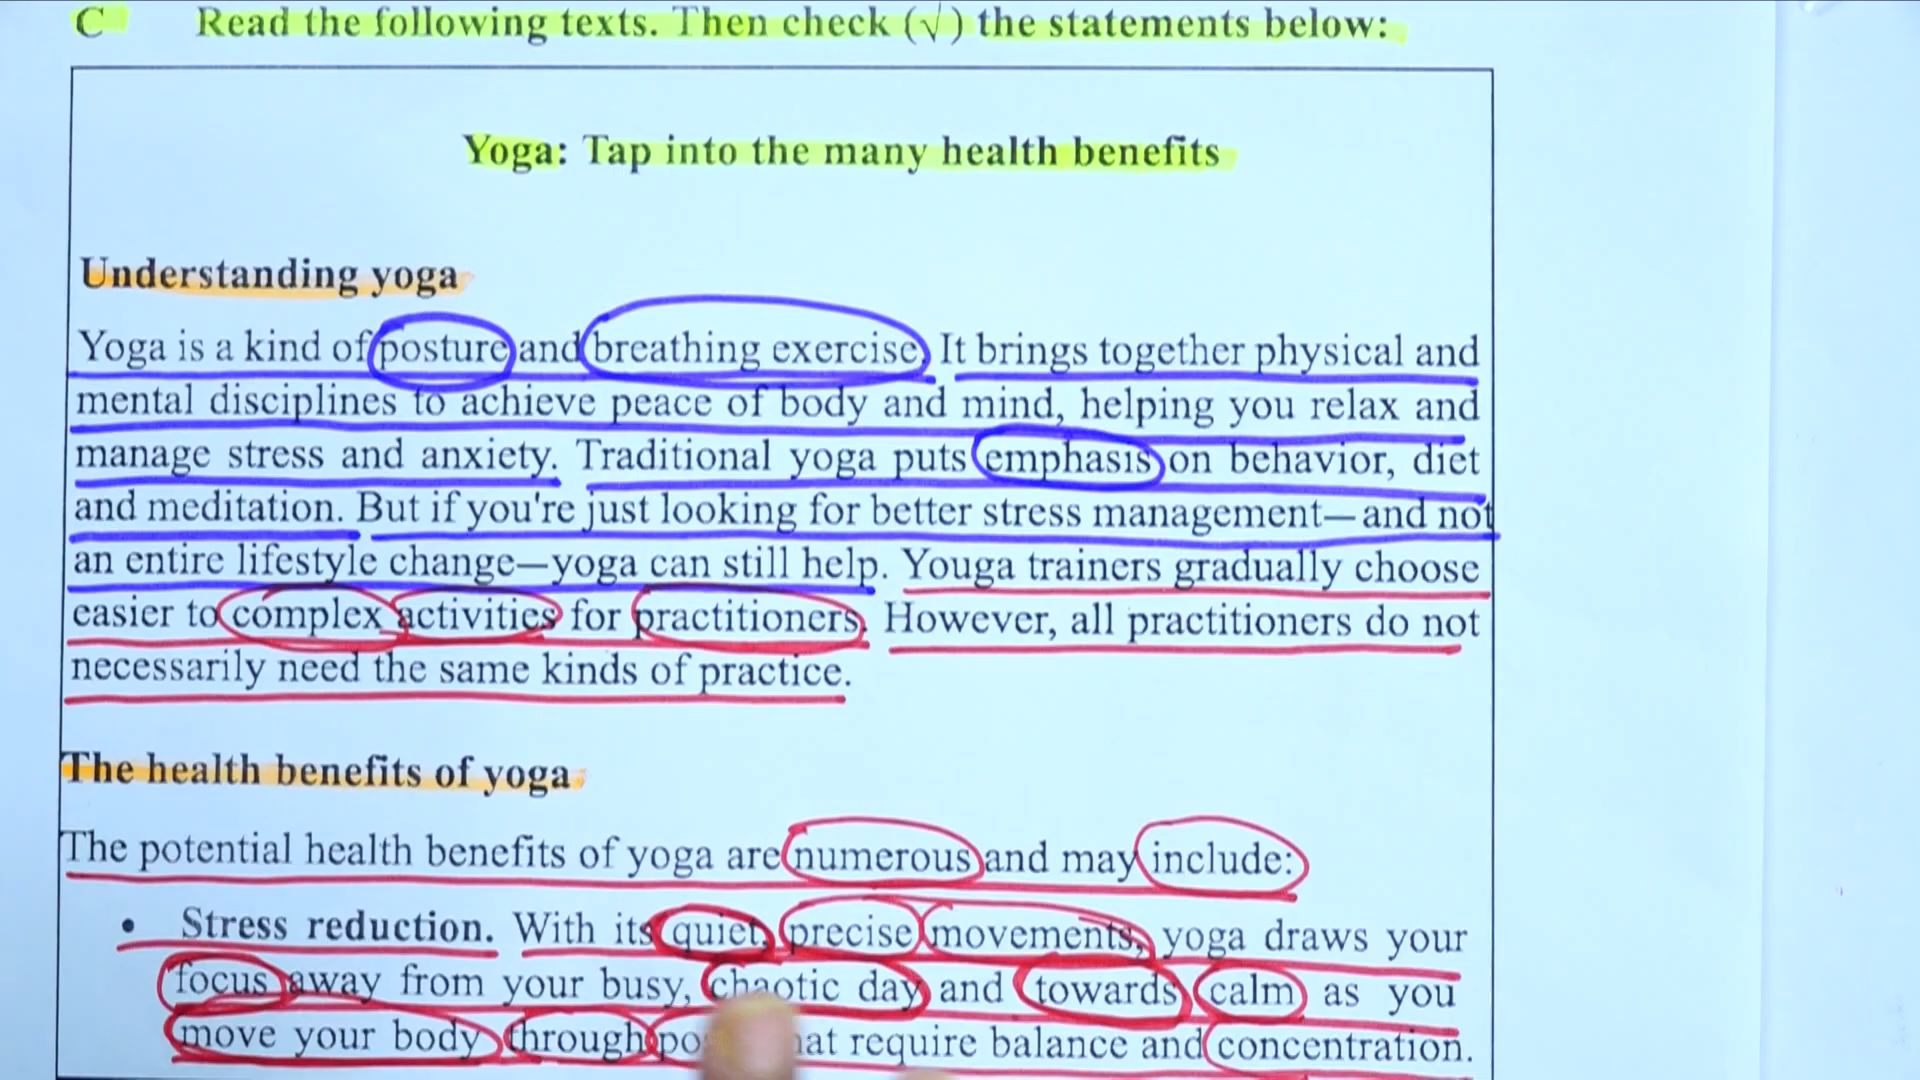 C Read the following texts. Then check (√) the statements below:
Yoga: Tap into the many health benefits
Understanding yoga
Yoga is a kind of posture and breathing exercise. It brings together physical and
mental disciplines to achieve peace of body and mind, helping you relax and
manage stress and anxiety. Traditional yoga puts emphasis on behavior, diet
and meditation. But if you're just looking for better stress management—and not
an entire lifestyle change—yoga can still help. Youga trainers gradually choose
easier to complex activities for practitioners. However, all practitioners do not
necessarily need the same kinds of practice.
The health benefits of yoga
The potential health benefits of yoga are numerous and may include:
• Stress reduction. With its quiet, precise movements, yoga draws your
focus away from your busy, chaotic day and towards calm as you
move your body through require balance and concentration.